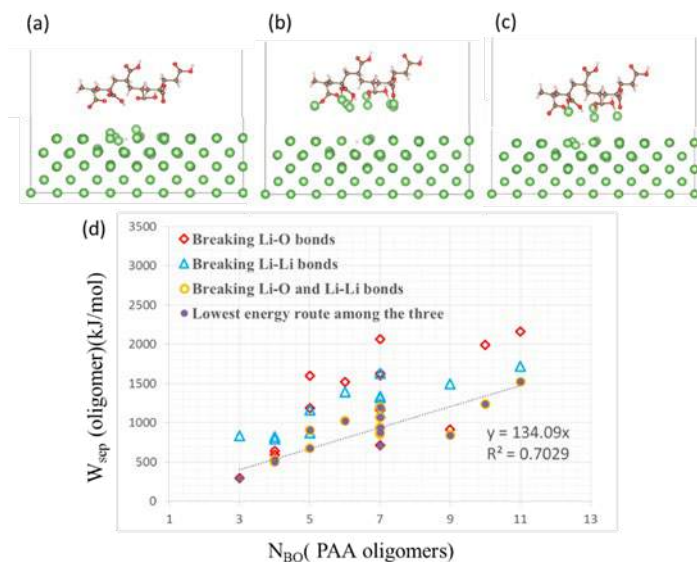 (a)
(b)
(c)
(d)
3500
3000
2500
2000
1500
1000
500
0
Breaking Li-O bonds
Breaking Li-Li bonds
Breaking Li-O and Li-Li bonds
Lowest energy route among the three
y = 134.09x
R² = 0.7029
1 3 5 7 9 11 13
W_sep (oligomer)(kJ/mol)
N_BO( PAA oligomers)